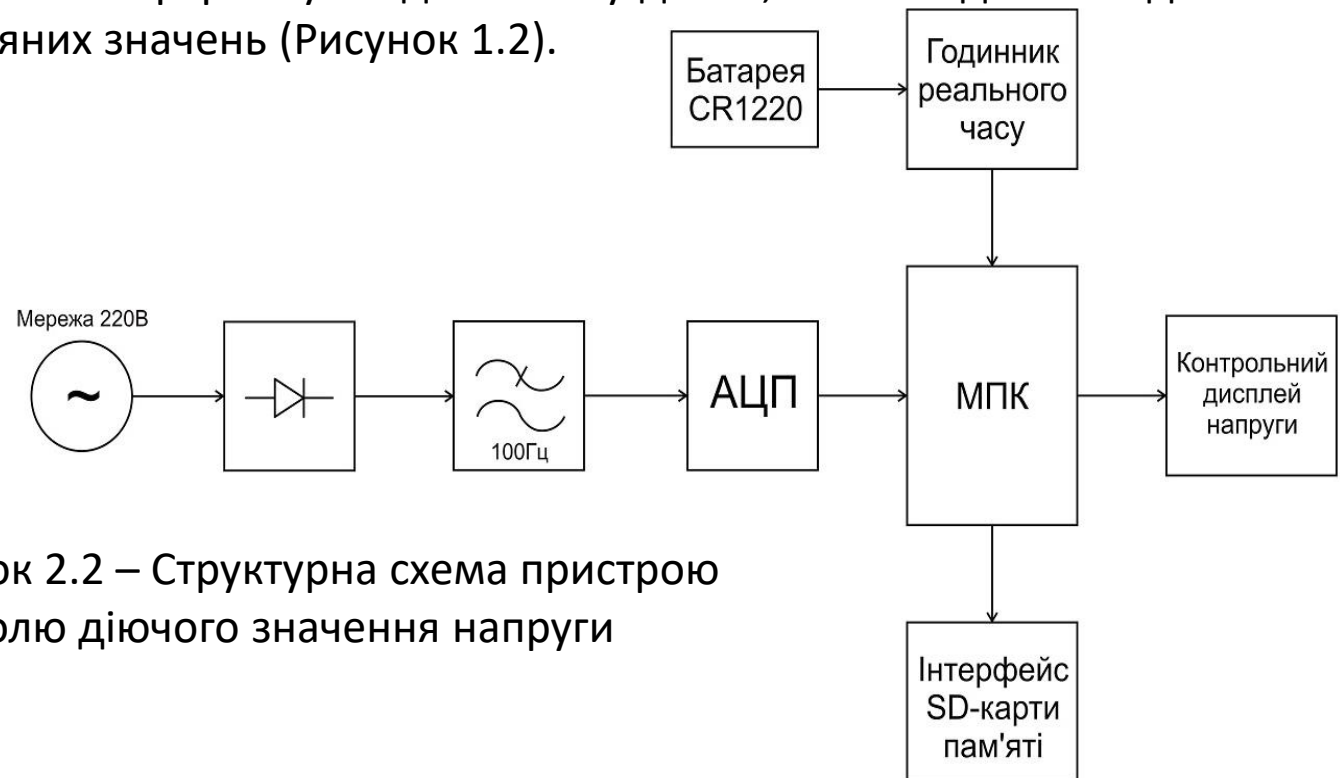 яних значень (Рисунок 1.2).
Батарея
CR1220
Годинник
реального
часу
Мережа 220В
~
100Гц
АЦП
МПК
Контрольний
дисплей
напруги
ок 2.2 – Структурна схема пристрою
олю діючого значення напруги
Інтерфейс
SD-карти
пам'яті